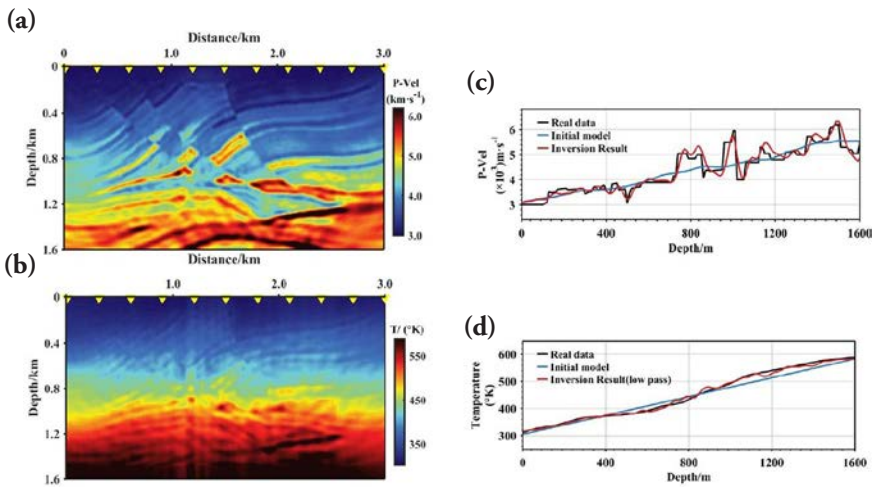 (a)
Distance/km
0 1.0 2.0 3.0
0
0.4
0.8
1.2
1.6
Depth/km
P-Vel
(km·s⁻¹)
6.0
5.0
4.0
3.0
Distance/km
(b)
0 1.0 2.0 3.0
0
0.4
0.8
1.2
1.6
Depth/km
T/ (°K)
550
450
350
(c)
Real data
Initial model
Inversion Result
P-Vel
(×10³)m·s⁻¹
6
5
4
3
0 400 800 1200 1600
Depth/m
(d)
Real data
Initial model
Inversion Result(low pass)
Temperature
(°K)
600
500
400
300
0 400 800 1200 1600
Depth/m